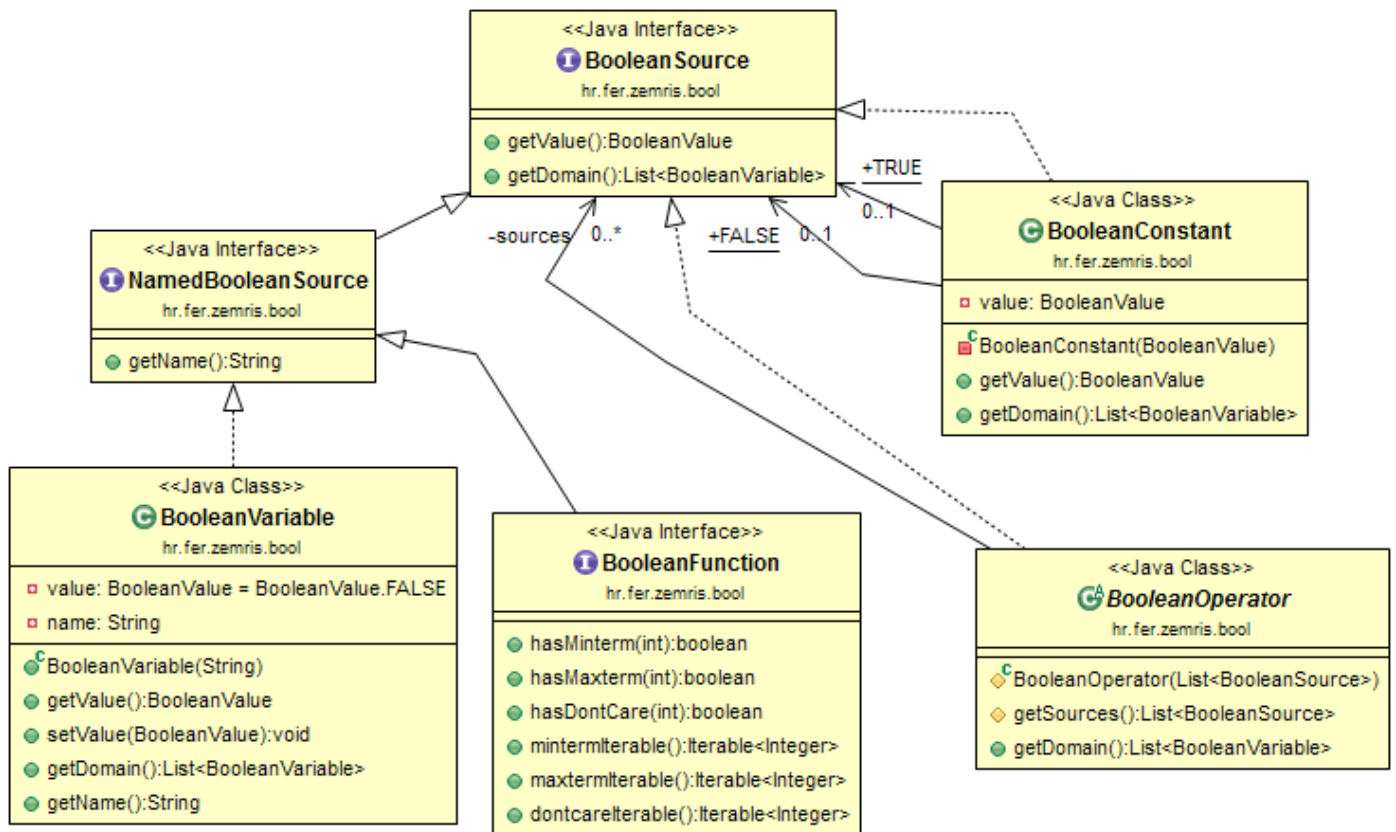 <<Java Interface>>
BooleanSource
hr.fer.zemris.bool
getValue():BooleanValue
getDomain():List<BooleanVariable>
+TRUE
0..1
-sources
0..*
+FALSE
0..1
<<Java Class>>
BooleanConstant
hr.fer.zemris.bool
value: BooleanValue
BooleanConstant(BooleanValue)
getValue():BooleanValue
getDomain():List<BooleanVariable>
<<Java Interface>>
NamedBooleanSource
hr.fer.zemris.bool
getName():String
<<Java Class>>
BooleanVariable
hr.fer.zemris.bool
value: BooleanValue = BooleanValue.FALSE
name: String
BooleanVariable(String)
getValue():BooleanValue
setValue(BooleanValue):void
getDomain():List<BooleanVariable>
getName():String
<<Java Interface>>
BooleanFunction
hr.fer.zemris.bool
hasMinterm(int):boolean
hasMaxterm(int):boolean
hasDontCare(int):boolean
mintermIterable():Iterable<Integer>
maxtermIterable():Iterable<Integer>
dontcareIterable():Iterable<Integer>
<<Java Class>>
BooleanOperator
hr.fer.zemris.bool
BooleanOperator(List<BooleanSource>)
getSources():List<BooleanSource>
getDomain():List<BooleanVariable>